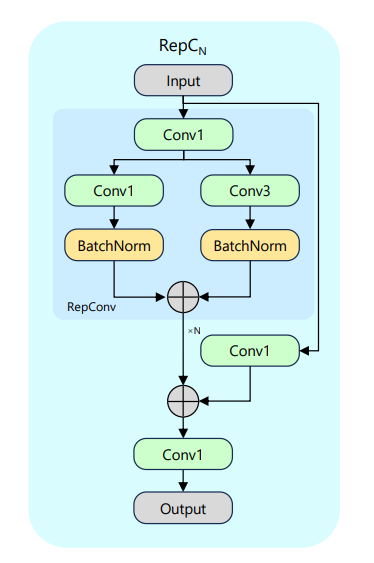 RepC_N
Input
Conv1
Conv1 Conv3
BatchNorm BatchNorm
RepConv
×N
Conv1
Conv1
Output